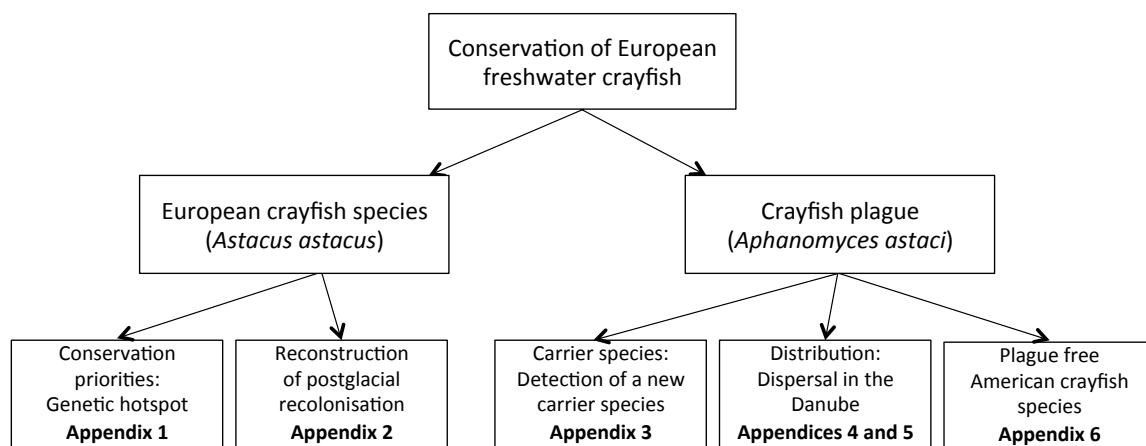 Conservation of European
freshwater crayfish
European crayfish species
(Astacus astacus)
Crayfish plague
(Aphanomyces astaci)
Conservation
priorities:
Genetic hotspot
Appendix 1
Reconstruction
of postglacial
recolonisation
Appendix 2
Carrier species:
Detection of a new
carrier species
Appendix 3
Distribution:
Dispersal in the
Danube
Appendices 4 and 5
Plague free
American crayfish
species
Appendix 6